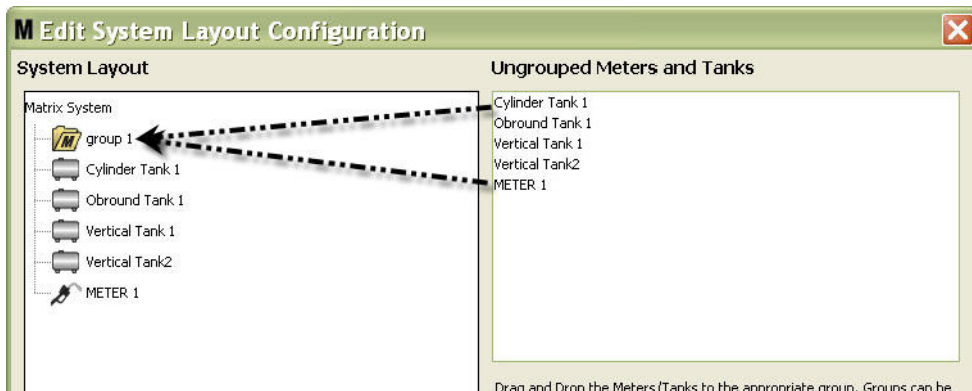 M Edit System Layout Configuration
System Layout
Matrix System
M group 1
Cylinder Tank 1
Obround Tank 1
Vertical Tank 1
Vertical Tank2
METER 1
Ungrouped Meters and Tanks
Cylinder Tank 1
Obround Tank 1
Vertical Tank 1
Vertical Tank2
METER 1
Drag and Drop the Meters/Tanks to the appropriate group. Groups can be